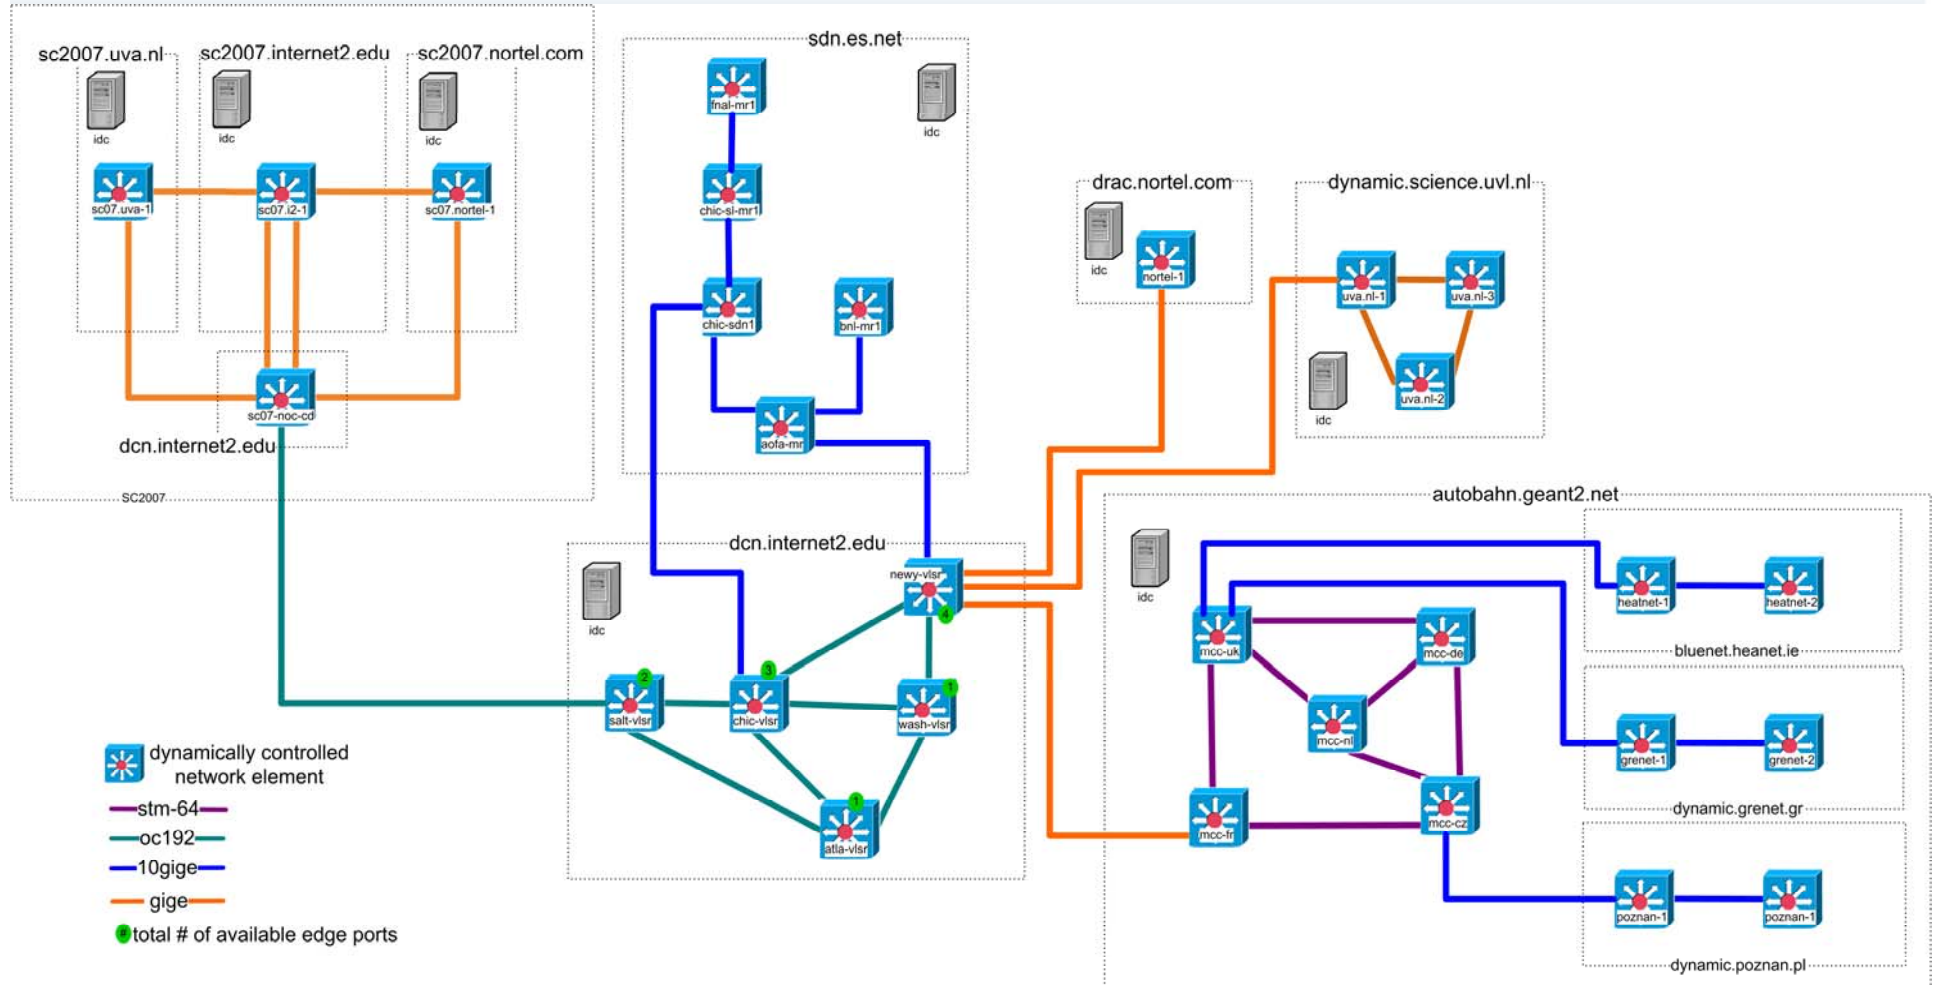 sc2007.uva.nl
sc2007.internet2.edu
sc2007.nortel.com
idc
idc
idc
sc07.uva-1
sc07.i2-1
sc07.nortel-1
sc07-noc-cd
dcn.internet2.edu
SC2007
sdn.es.net
fnal-mr1
idc
chic-sl-mr1
chic-sdn1
bnl-mr1
aofa-mr
drac.nortel.com
idc
nortel-1
dynamic.science.uvl.nl
uva.nl-1
uva.nl-3
uva.nl-2
idc
dcn.internet2.edu
idc
newy-vlsr
4
2
salt-vlsr
3
chic-vlsr
1
wash-vlsr
1
atla-vlsr
autobahn.geant2.net
idc
mcc-uk
mcc-de
mcc-nl
mcc-fr
mcc-cz
heatnet-1
heatnet-2
bluenet.heanet.ie
grenet-1
grenet-2
dynamic.grenet.gr
poznan-1
poznan-1
dynamic.poznan.pl
dynamically controlled
network element
stm-64
oc192
10gige
gige
# total # of available edge ports